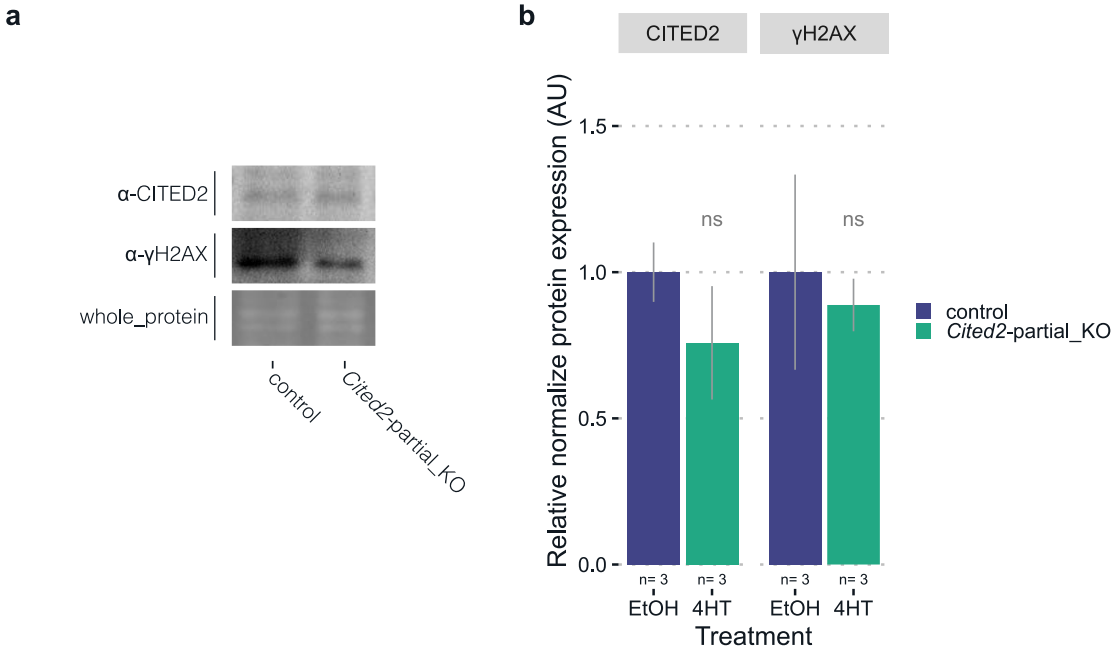 a
α-CITED2
α-γH2AX
whole_protein
control
Cited2-partial_KO
b
CITED2 γH2AX
Relative normalize protein expression (AU)
1.5
1.0
0.5
0.0
ns ns
n= 3 n= 3 n= 3 n= 3
EtOH 4HT EtOH 4HT
Treatment
control
Cited2-partial_KO